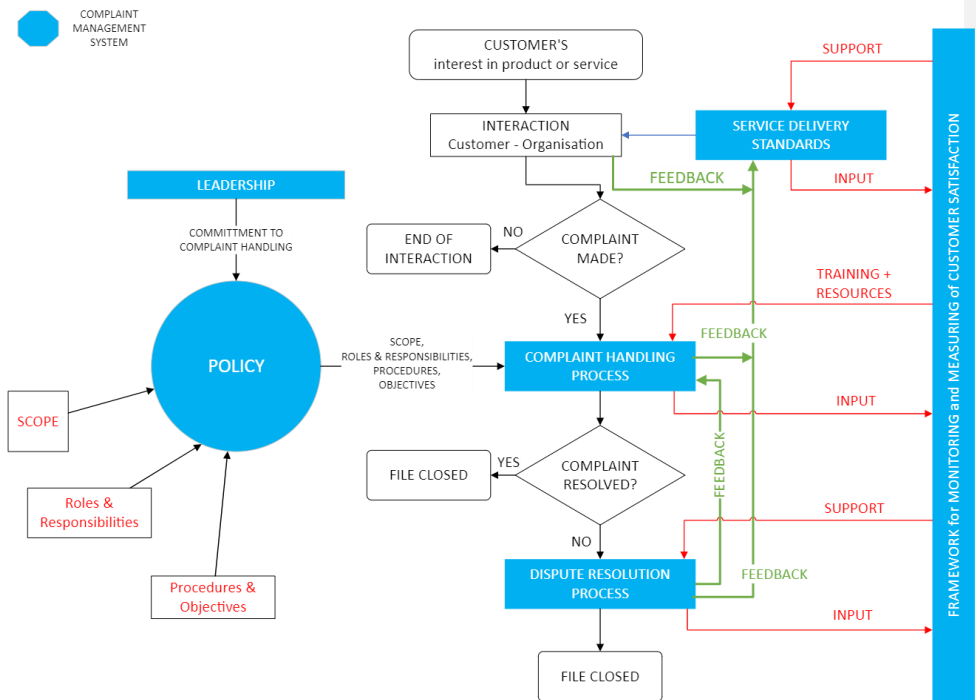 COMPLAINT
MANAGEMENT
SYSTEM
CUSTOMER'S
interest in product or service
SUPPORT
INTERACTION
Customer - Organisation
SERVICE DELIVERY
STANDARDS
FEEDBACK
INPUT
LEADERSHIP
COMMITTMENT TO
COMPLAINT HANDLING
NO
END OF
INTERACTION
COMPLAINT
MADE?
YES
TRAINING +
RESOURCES
FEEDBACK
POLICY
SCOPE,
ROLES & RESPONSIBILITIES,
PROCEDURES,
OBJECTIVES
COMPLAINT HANDLING
PROCESS
INPUT
SCOPE
FEEDBACK
YES
FILE CLOSED
COMPLAINT
RESOLVED?
Roles &
Responsibilities
SUPPORT
NO
DISPUTE RESOLUTION
PROCESS
FEEDBACK
Procedures &
Objectives
INPUT
FILE CLOSED
FRAMEWORK for MONITORING and MEASURING of CUSTOMER SATISFACTION